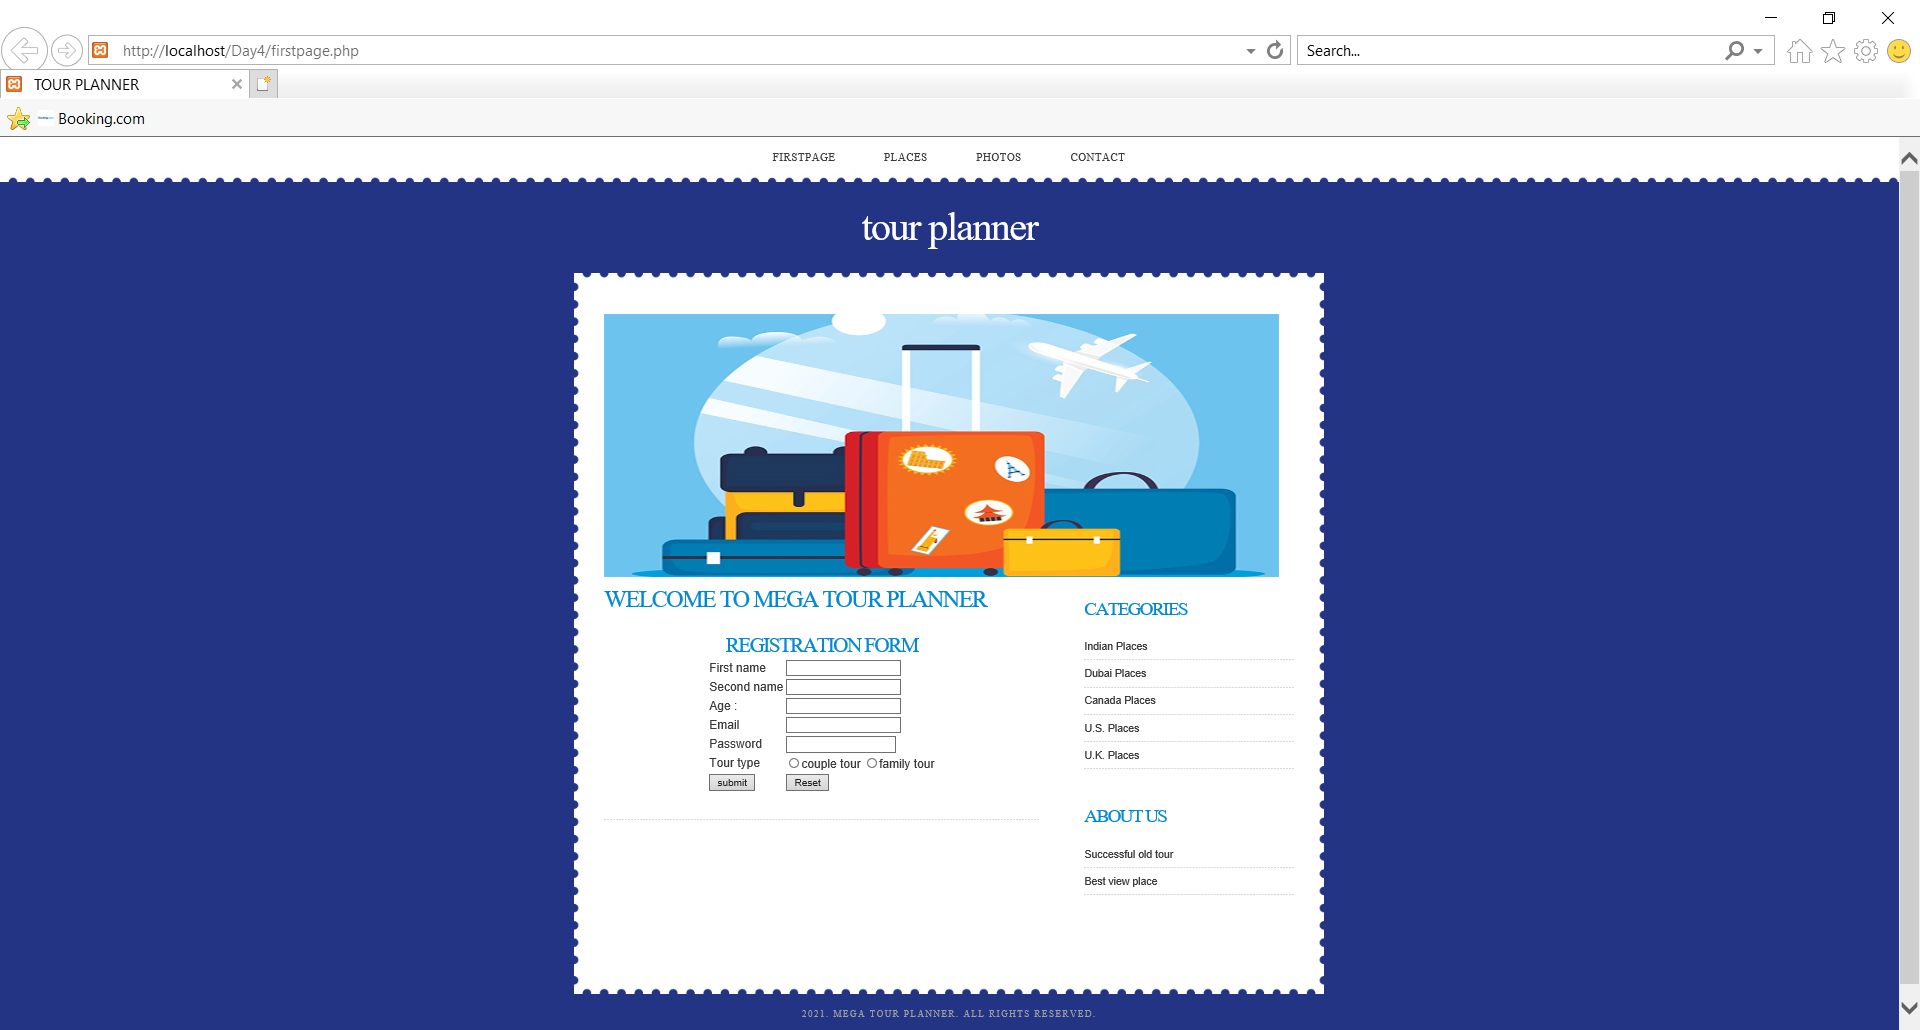 http://localhost/Day4/firstpage.php
Search...
TOUR PLANNER
Booking.com
FIRSTPAGE PLACES PHOTOS CONTACT
tour planner
WELCOME TO MEGA TOUR PLANNER
REGISTRATION FORM
First name
Second name
Age :
Email
Password
Tour type couple tour family tour
submit Reset
CATEGORIES
Indian Places
Dubai Places
Canada Places
U.S. Places
U.K. Places
ABOUT US
Successful old tour
Best view place
2021. MEGA TOUR PLANNER. ALL RIGHTS RESERVED.